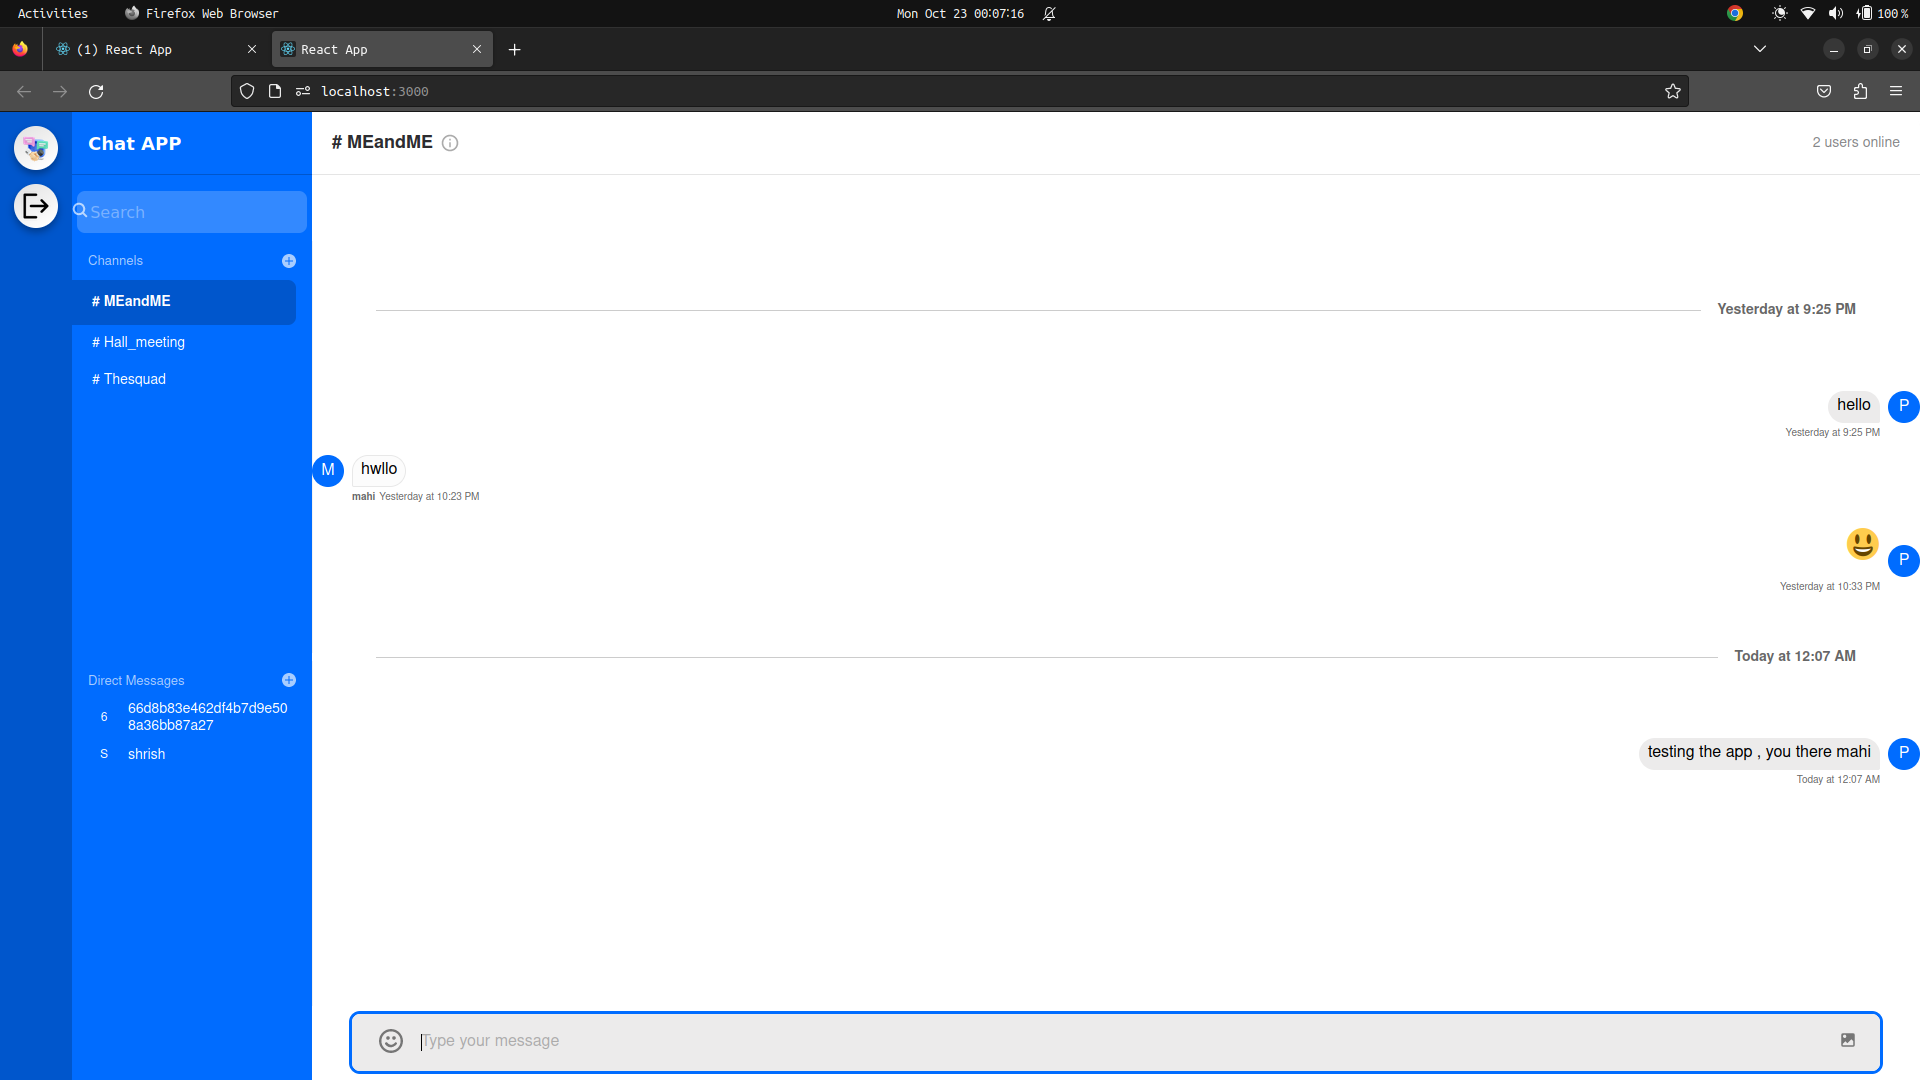 Activities Firefox Web Browser Mon Oct 23 00:07:16 100 %
(1) React App React App
localhost:3000
Chat APP
# MEandME 2 users online
Search
Channels
# MEandME
# Hall_meeting
# Thesquad
Direct Messages
6 66d8b83e462df4b7d9e50
8a36bb87a27
S shrish
Yesterday at 9:25 PM
hello P
Yesterday at 9:25 PM
M hwllo
mahi Yesterday at 10:23 PM
😃 P
Yesterday at 10:33 PM
Today at 12:07 AM
testing the app , you there mahi P
Today at 12:07 AM
Type your message